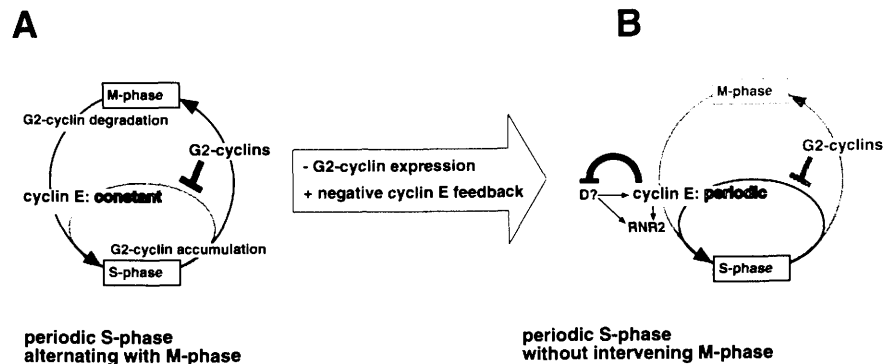 A
M-phase
G2-cyclin degradation
G2-cyclins
cyclin E: constant
G2-cyclin accumulation
S-phase
periodic S-phase
alternating with M-phase
- G2-cyclin expression
+ negative cyclin E feedback
B
M-phase
G2-cyclins
D?
cyclin E: periodic
RNR2
S-phase
periodic S-phase
without intervening M-phase